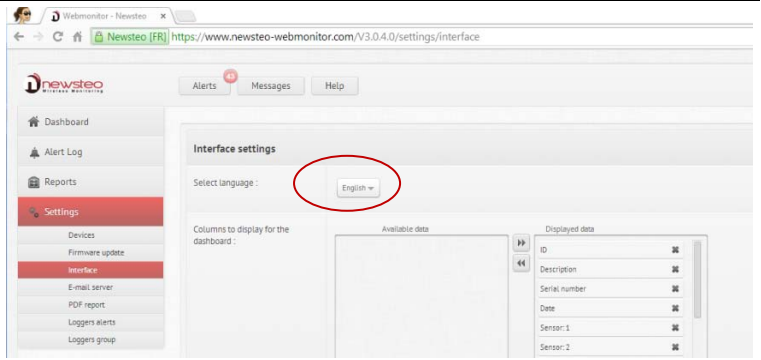 Webmonitor - Newsteo
Newsteo [FR] https://www.newsteo-webmonitor.com/V3.0.4.0/settings/interface
newsteo
Wireless Monitoring
Alerts 43 Messages Help
Dashboard
Alert Log
Reports
Settings
Devices
Firmware update
Interface
E-mail server
PDF report
Loggers alerts
Loggers group
Interface settings
Select language :
English
Columns to display for the
dashboard :
Available data
Displayed data
ID
Description
Serial number
Date
Sensor: 1
Sensor: 2